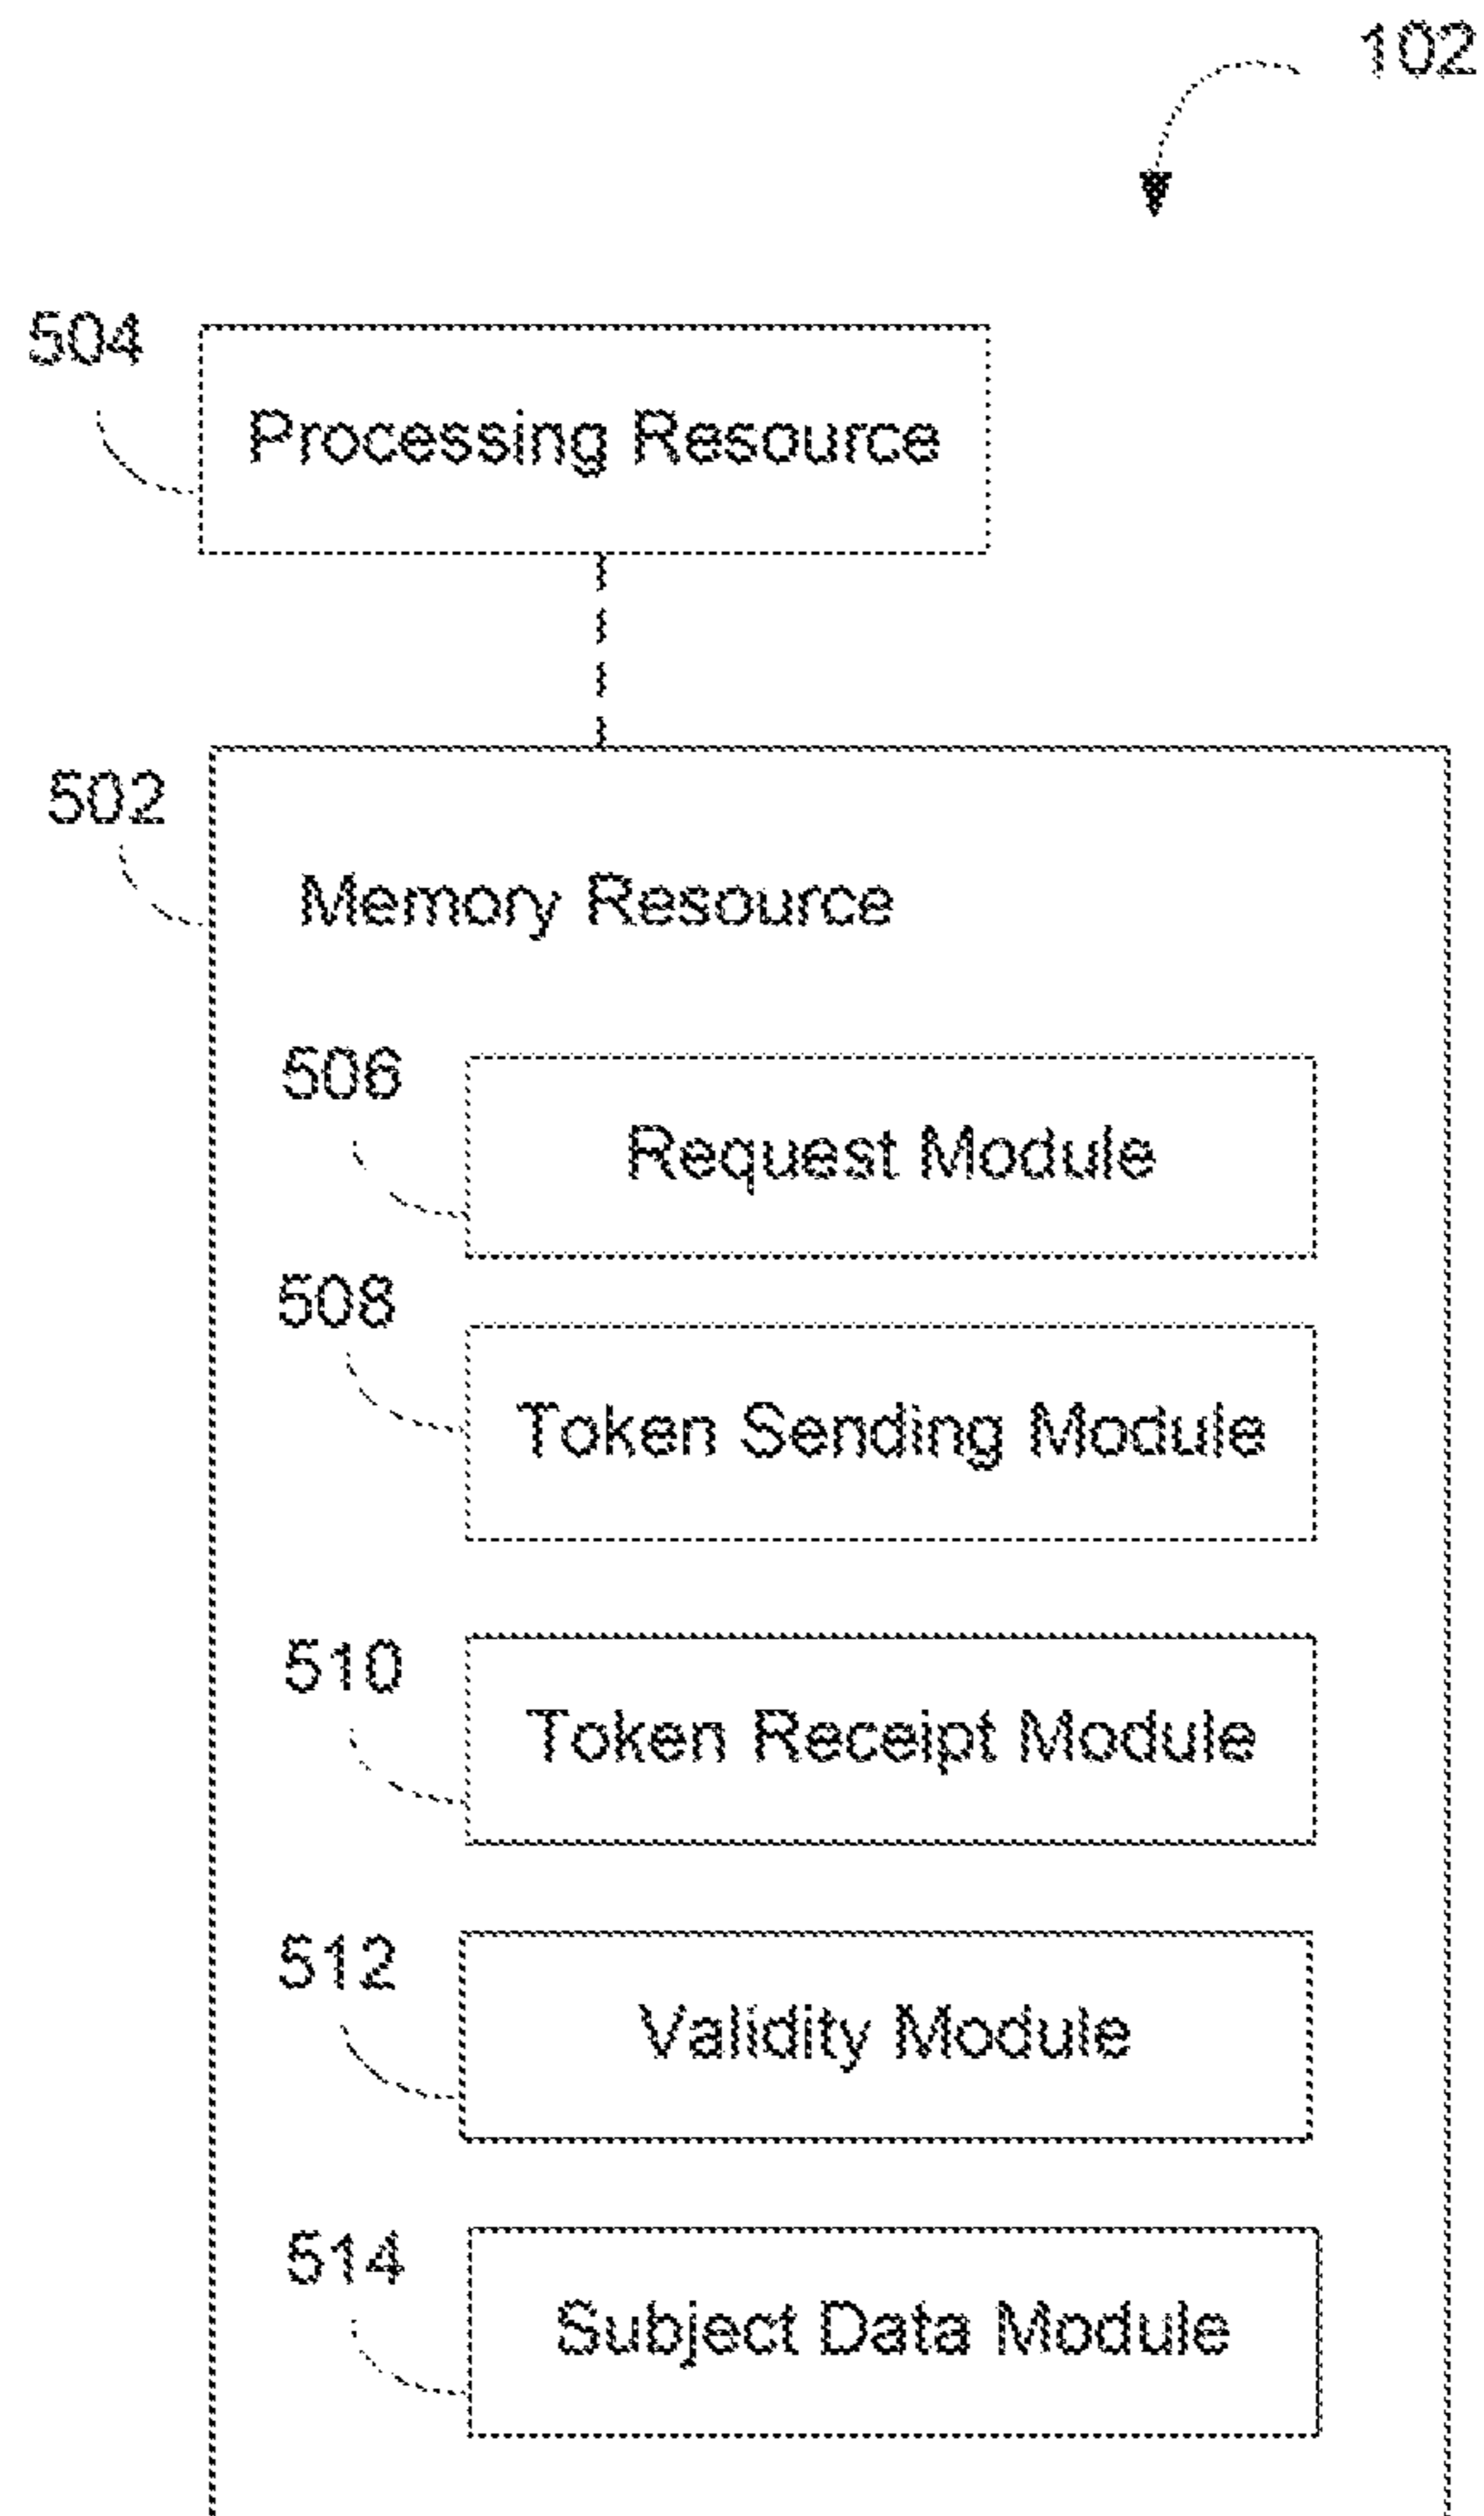 102
504
Processing Resource
502
Memory Resource
506
Request Module
508
Token Sending Module
510
Token Receipt Module
512
Validity Module
514
Subject Data Module